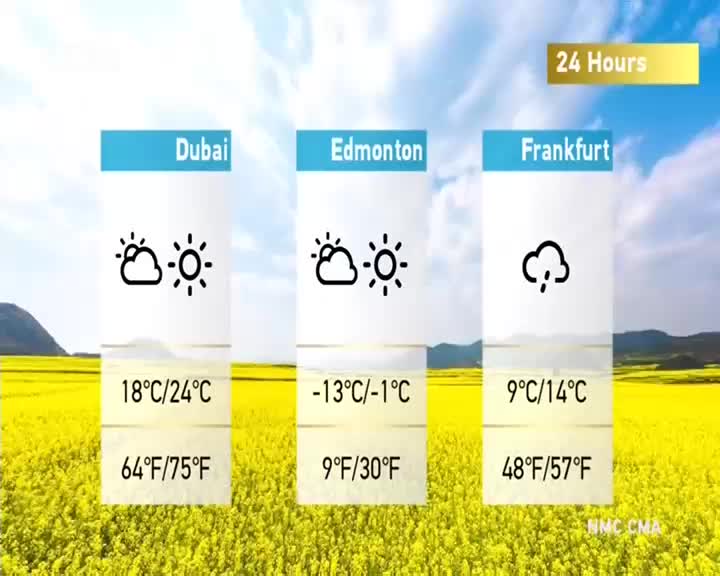 24 Hours
Dubai
Edmonton
Frankfurt
18°C/24°C
-13°C/-1°C
9°C/14°C
64°F/75°F
9°F/30°F
48°F/57°F
NMC CMA